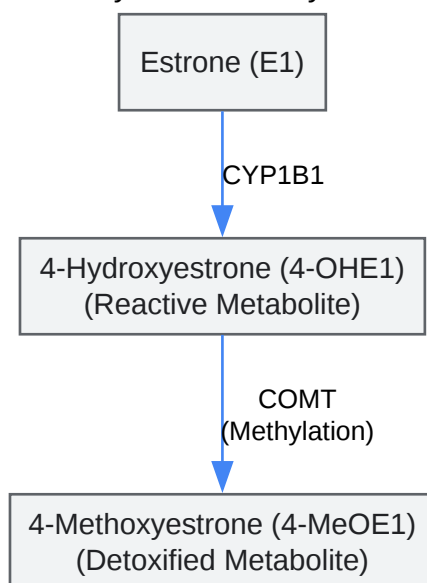 Estrone (E1)
CYP1B1
4-Hydroxyestrone (4-OHE1)
(Reactive Metabolite)
COMT
(Methylation)
4-Methoxyestrone (4-MeOE1)
(Detoxified Metabolite)